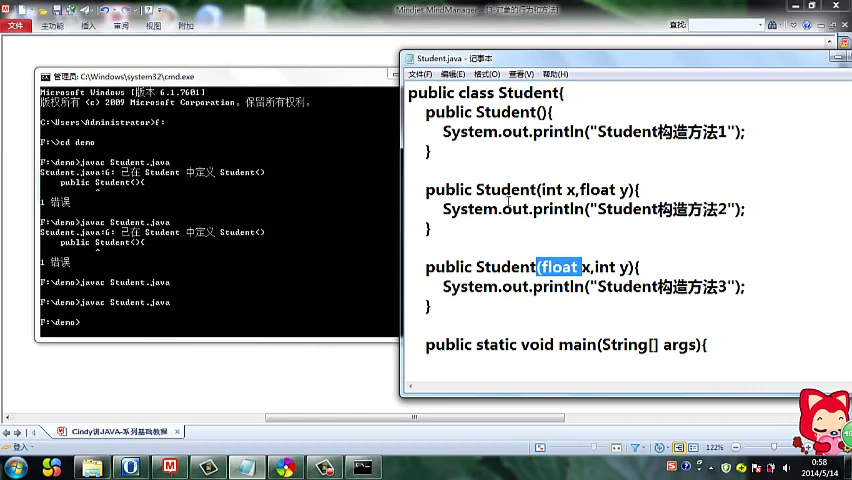 Mindjet MindManager
文件
主功能
插入
审阅
视图
附加
查找:
管理员: C:\Windows\system32\cmd.exe
Microsoft Windows [版本 6.1.7601]
版权所有 (c) 2009 Microsoft Corporation。保留所有权利。
C:\Users\Administrator>f:
F:\>cd demo
F:\demo>javac Student.java
Student.java:6: 已在 Student 中定义 Student()
public Student(){
^
1 错误
F:\demo>javac Student.java
Student.java:6: 已在 Student 中定义 Student()
public Student(){
^
1 错误
F:\demo>javac Student.java
F:\demo>javac Student.java
F:\demo>
Student.java - 记事本
文件(F) 编辑(E) 格式(O) 查看(V) 帮助(H)
public class Student{
public Student(){
System.out.println("Student构造方法1");
}
public Student(int x,float y){
System.out.println("Student构造方法2");
}
public Student(float x,int y){
System.out.println("Student构造方法3");
}
public static void main(String[] args){
Cindy训JAVA-系列基础教程
登入
122%
0:58
2014/5/14